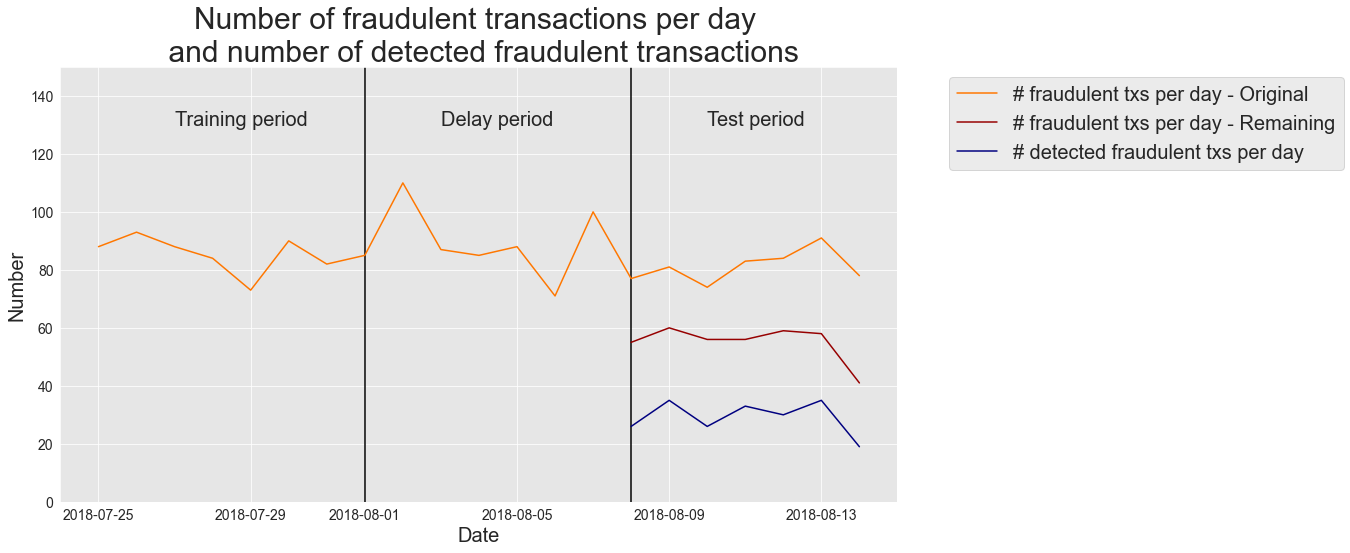 Number of fraudulent transactions per day
and number of detected fraudulent transactions
Training period
Delay period
Test period
# fraudulent txs per day - Original
# fraudulent txs per day - Remaining
# detected fraudulent txs per day
Number
140
120
100
80
60
40
20
0
2018-07-25 2018-07-29 2018-08-01 2018-08-05 2018-08-09 2018-08-13
Date